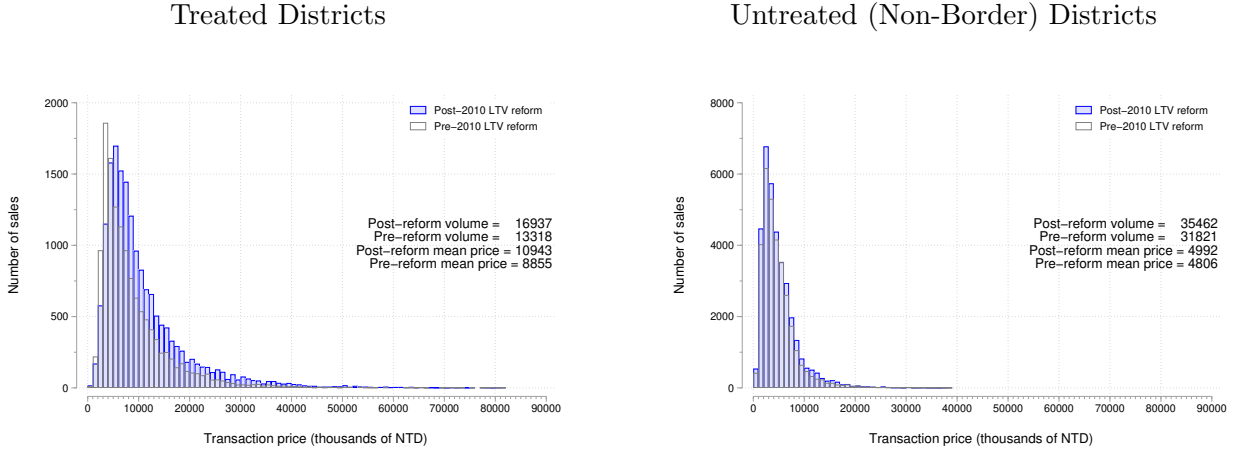 Treated Districts
Number of sales
2000
1500
1000
500
0
Post−2010 LTV reform
Pre−2010 LTV reform
Post−reform volume = 16937
Pre−reform volume = 13318
Post−reform mean price = 10943
Pre−reform mean price = 8855
0 10000 20000 30000 40000 50000 60000 70000 80000 90000
Transaction price (thousands of NTD)
Untreated (Non-Border) Districts
Number of sales
8000
6000
4000
2000
0
Post−2010 LTV reform
Pre−2010 LTV reform
Post−reform volume = 35462
Pre−reform volume = 31821
Post−reform mean price = 4992
Pre−reform mean price = 4806
0 10000 20000 30000 40000 50000 60000 70000 80000 90000
Transaction price (thousands of NTD)